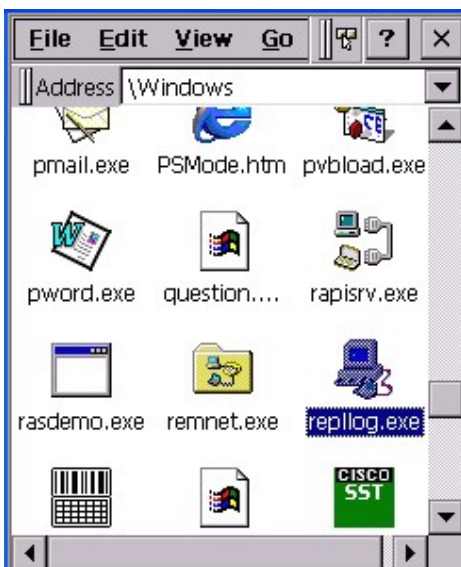 File Edit View Go ?
Address \Windows
pmail.exe PSMode.htm pvbload.exe
pword.exe question.... rapisrv.exe
rasdemo.exe remnet.exe repllog.exe
CISCO
SST